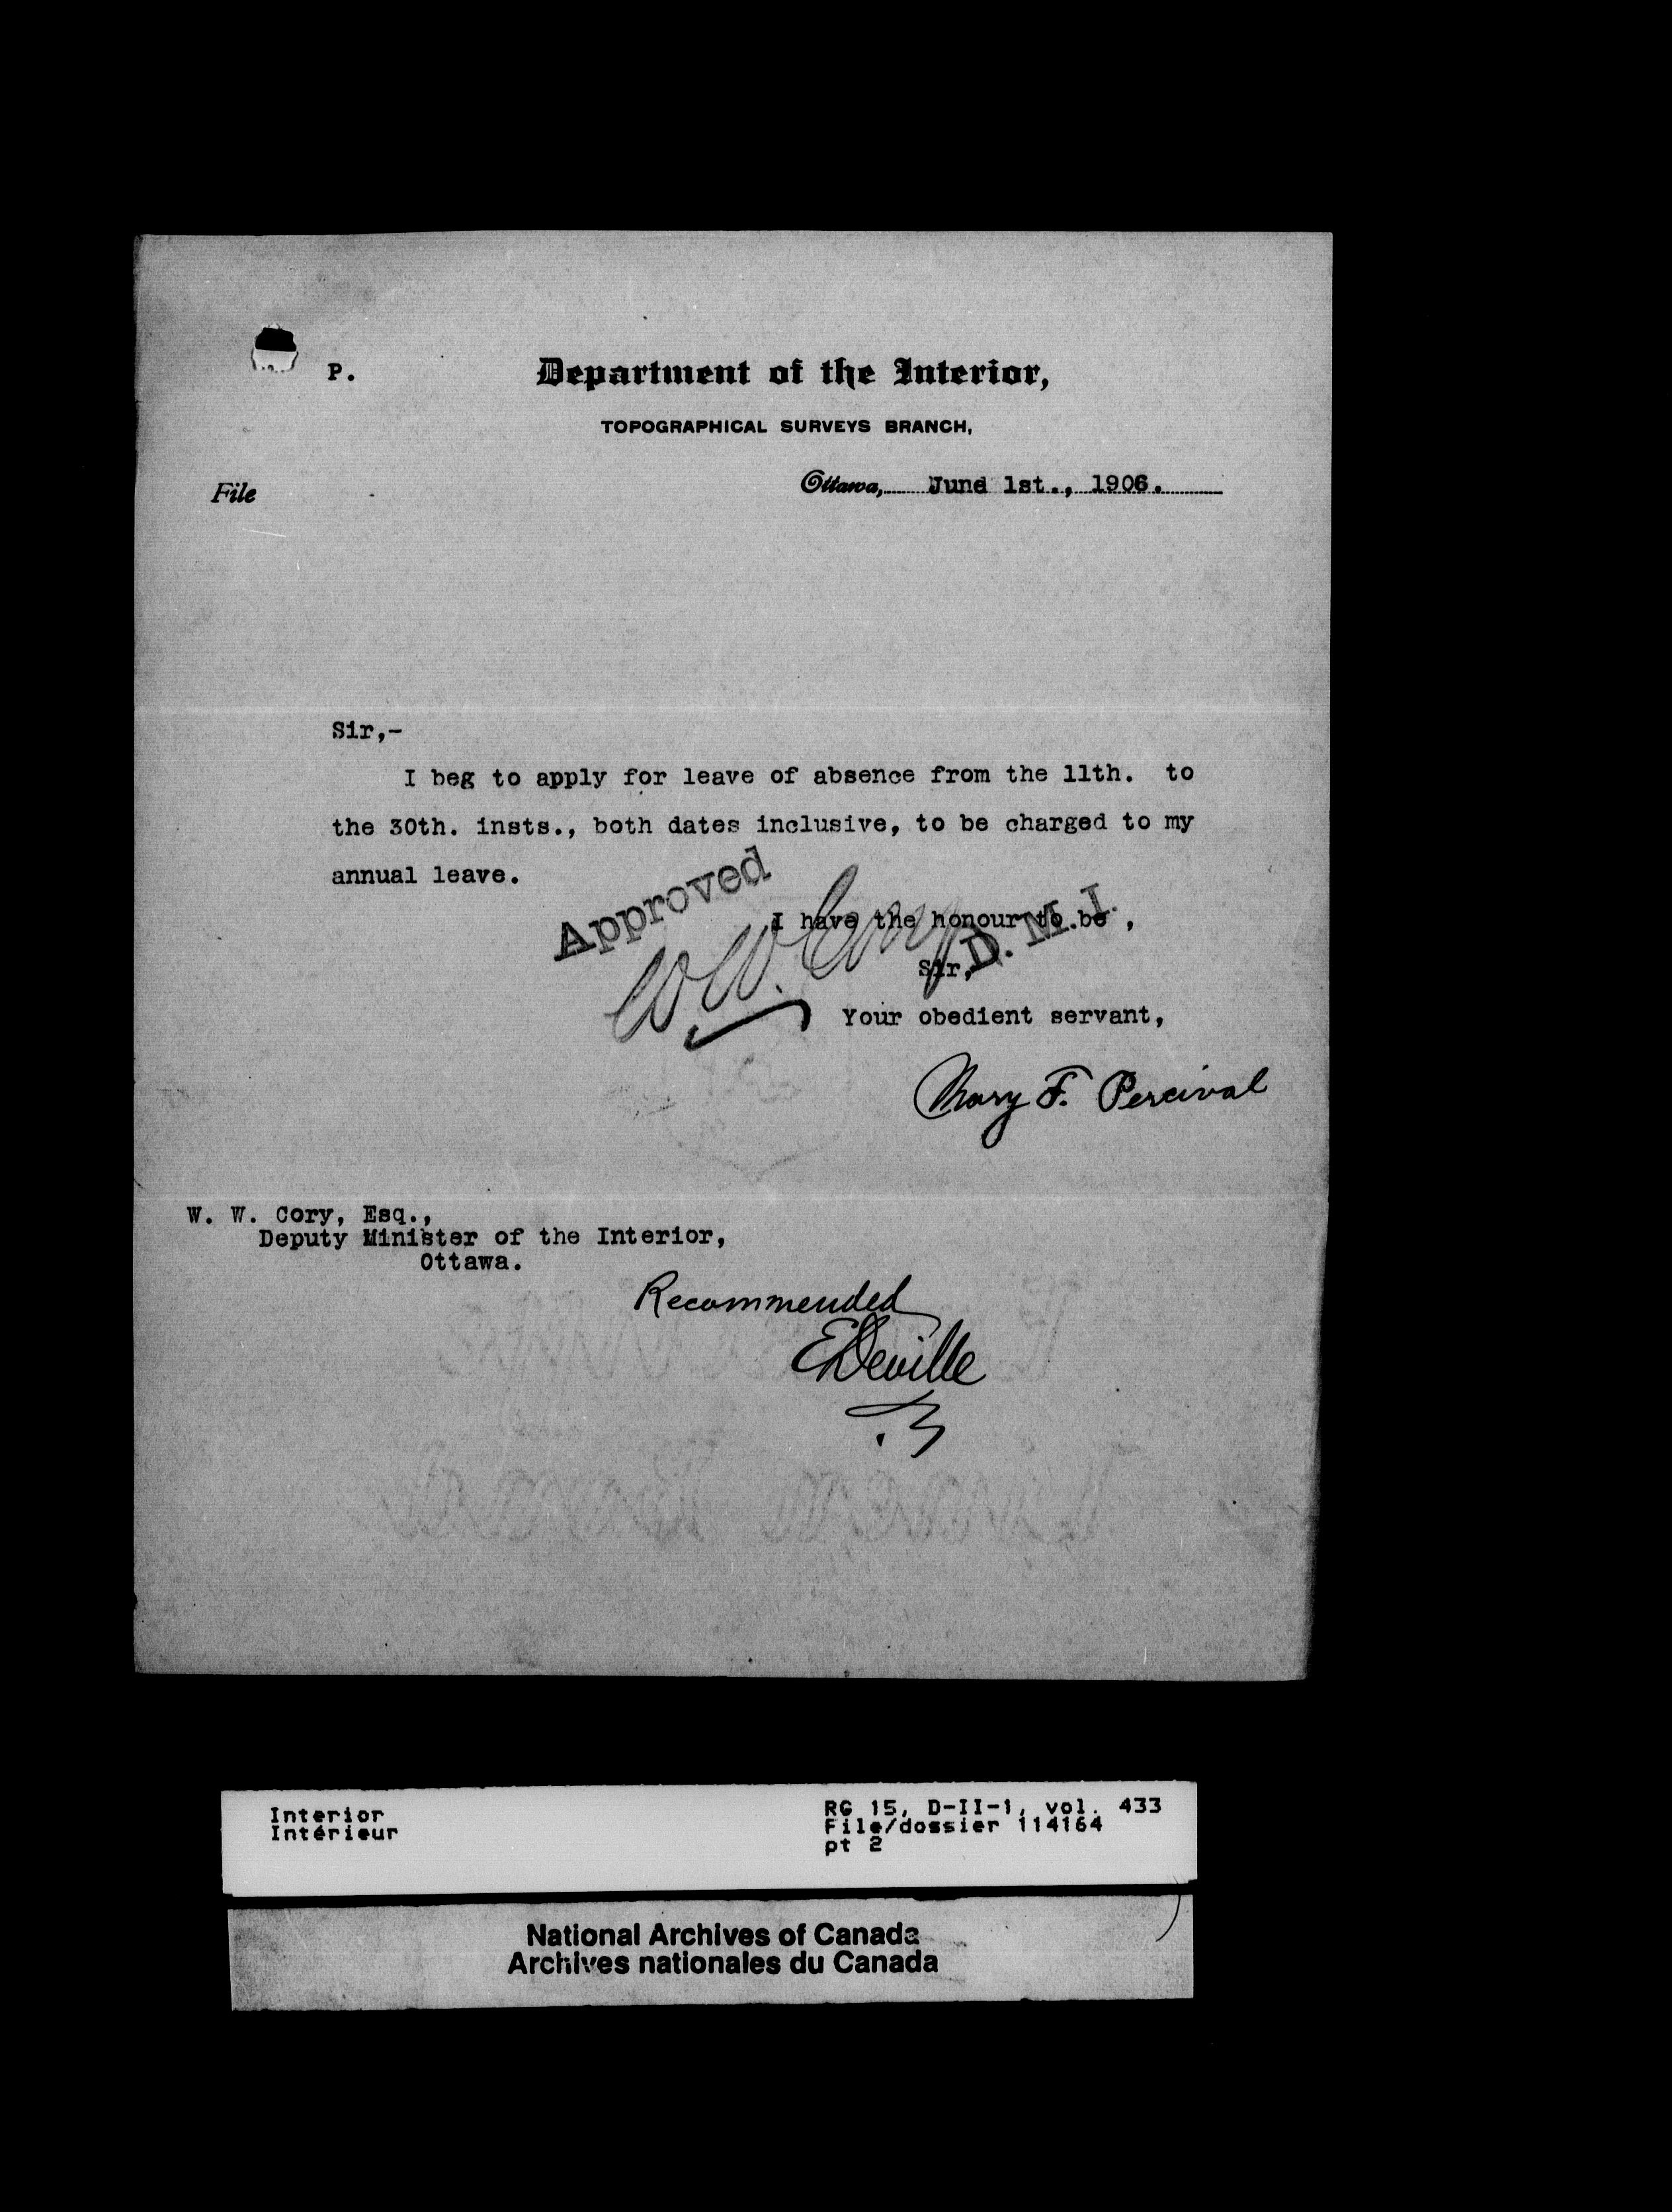 P.
Department of the Interior,
TOPOGRAPHICAL SURVEYS BRANCH,
Ottawa, June 1st., 1906.
File
Sir,-
I beg to apply for leave of absence from the 11th. to
the 30th. insts., both dates inclusive, to be charged to my
annual leave.
Approved
W.W. Cory
D. M. I.
I have the honour to be ,
Sir,
Your obedient servant,
Mary F. Percival
W. W. Cory, Esq.,
Deputy Minister of the Interior,
Ottawa.
Recommended
E Deville
Interior
Intérieur
RG 15, D-II-1, vol. 433
File/dossier 114164
pt 2
National Archives of Canada
Archives nationales du Canada